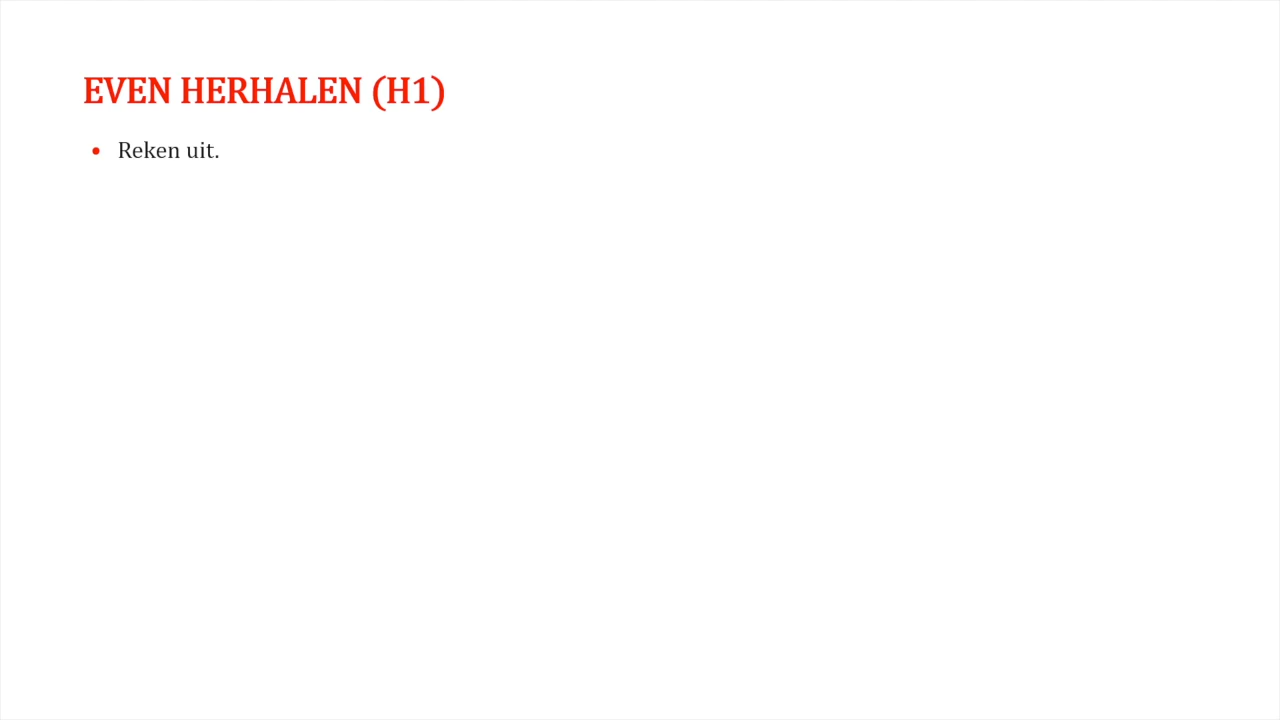 EVEN HERHALEN (H1)
• Reken uit.